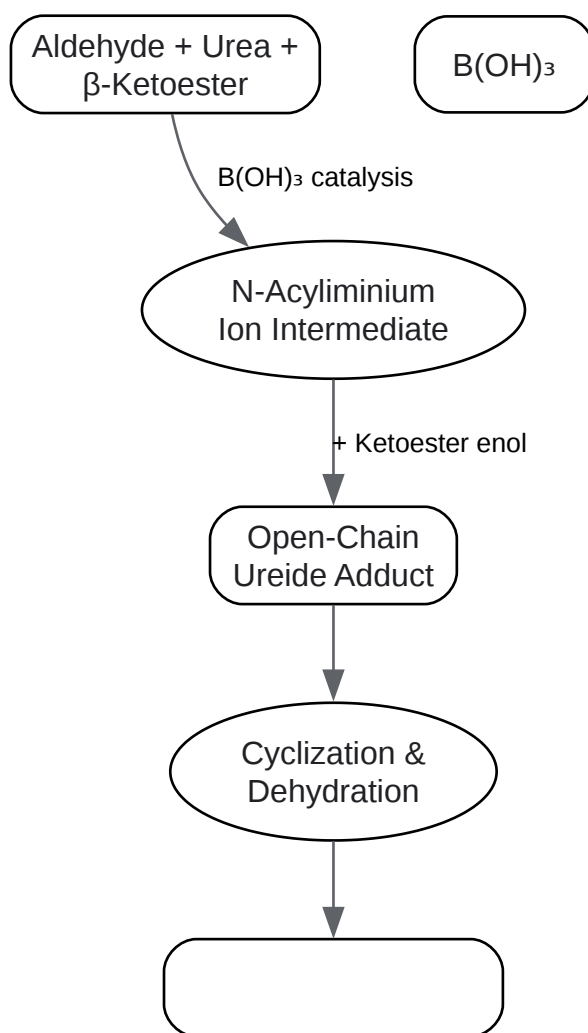 Aldehyde + Urea +
β-Ketoester
B(OH)₃
B(OH)₃ catalysis
N-Acyliminium
Ion Intermediate
+ Ketoester enol
Open-Chain
Ureide Adduct
Cyclization &
Dehydration